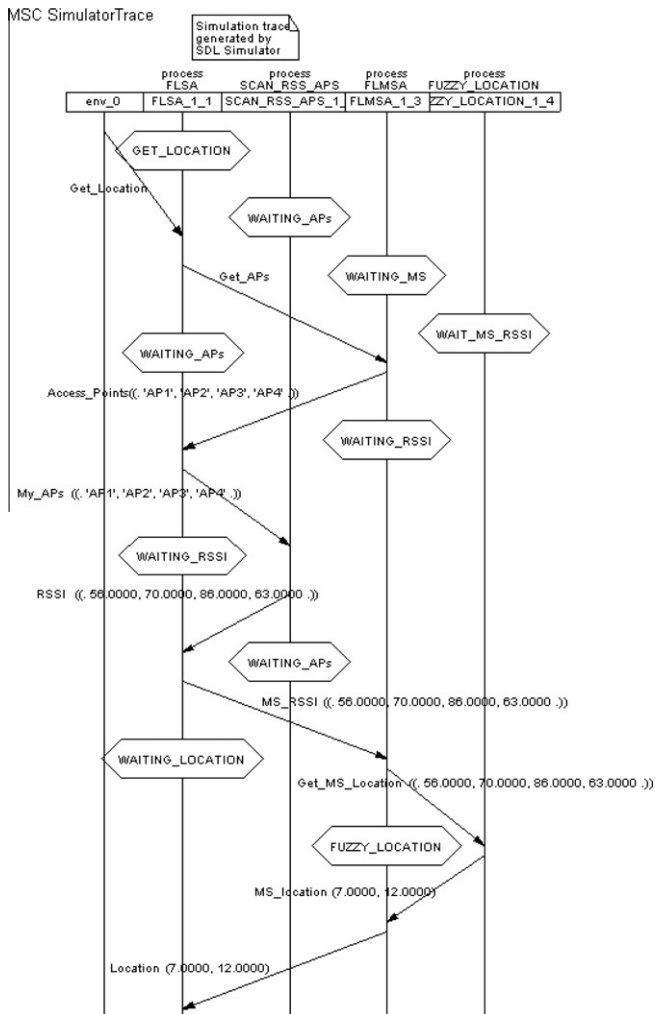 MSC SimulatorTrace
Simulation trace
generated by
SDL Simulator
process
FLSA
process
SCAN_RSS_APS
process
FLMSA
process
FUZZY_LOCATION
env_0
FLSA_1_1
SCAN_RSS_APS_1_
FLMSA_1_3
ZZY_LOCATION_1_4
GET_LOCATION
Get_Location
WAITING_APs
Get_APs
WAITING_MS
WAIT_MS_RSSI
WAITING_APs
Access_Points((. 'AP1', 'AP2', 'AP3', 'AP4' .))
WAITING_RSSI
My_APs ((. 'AP1', 'AP2', 'AP3', 'AP4' .))
WAITING_RSSI
RSSI ((. 56.0000, 70.0000, 86.0000, 63.0000 .))
WAITING_APs
MS_RSSI ((. 56.0000, 70.0000, 86.0000, 63.0000 .))
WAITING_LOCATION
Get_MS_Location ((. 56.0000, 70.0000, 86.0000, 63.0000 .))
FUZZY_LOCATION
MS_location (7.0000, 12.0000)
Location (7.0000, 12.0000)